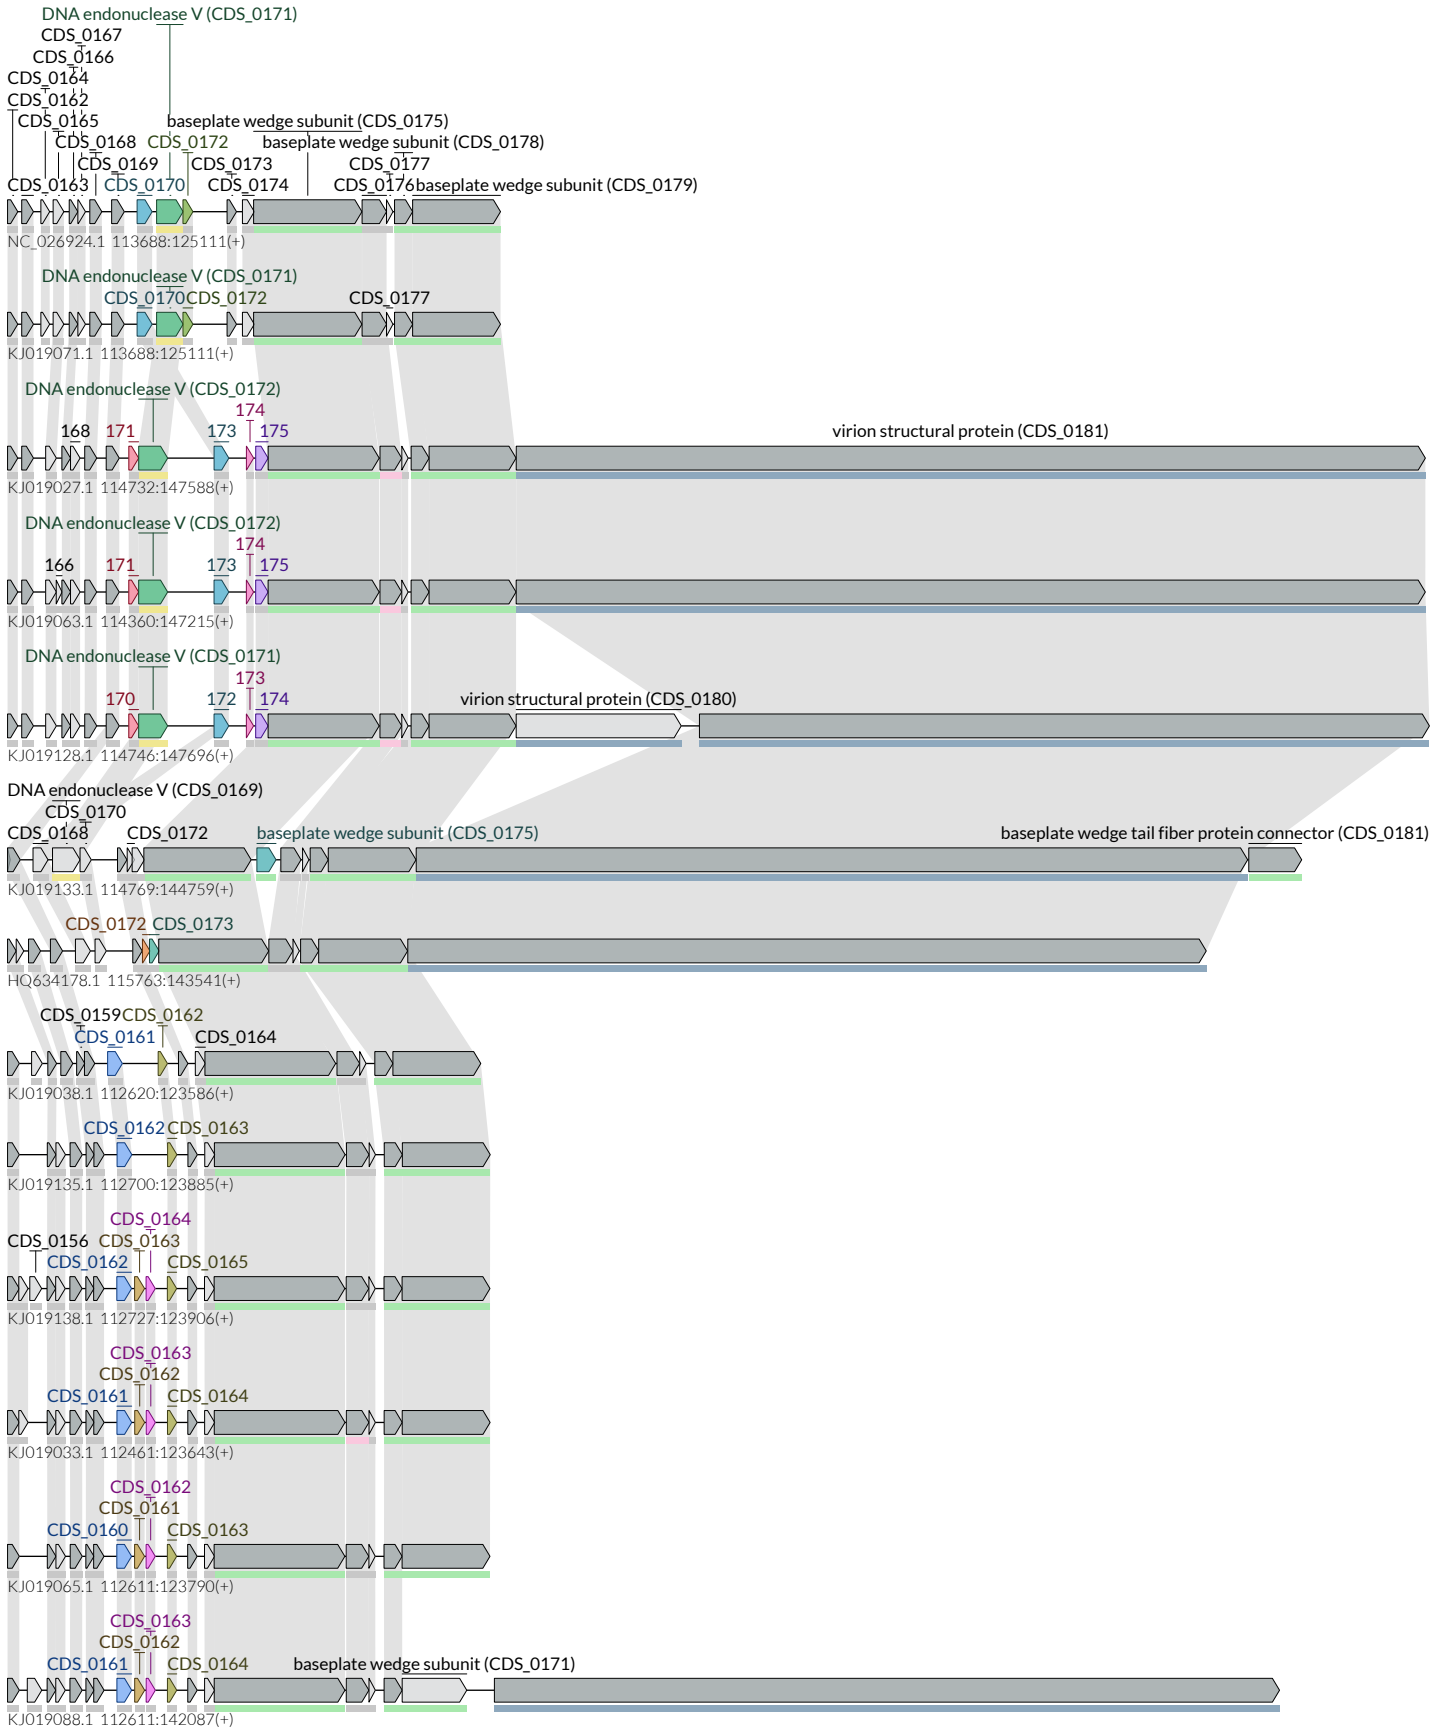 DNA endonuclease V (CDS_0171)
CDS_0167
CDS_0166
CDS_0164
CDS_0162
CDS_0165 baseplate wedge subunit (CDS_0175)
CDS_0168 CDS_0172 baseplate wedge subunit (CDS_0178)
CDS_0169 CDS_0173 CDS_0177
CDS_0163 CDS_0170 CDS_0174 CDS_0176 baseplate wedge subunit (CDS_0179)
NC_026924.1 113688:125111(+)
DNA endonuclease V (CDS_0171)
CDS_0170 CDS_0172 CDS_0177
KJ019071.1 113688:125111(+)
DNA endonuclease V (CDS_0172)
174
168 171 173 175 virion structural protein (CDS_0181)
KJ019027.1 114732:147588(+)
DNA endonuclease V (CDS_0172)
174
166 171 173 175
KJ019063.1 114360:147215(+)
DNA endonuclease V (CDS_0171)
173
170 172 174 virion structural protein (CDS_0180)
KJ019128.1 114746:147696(+)
DNA endonuclease V (CDS_0169)
CDS_0170
CDS_0168 CDS_0172 baseplate wedge subunit (CDS_0175) baseplate wedge tail fiber protein connector (CDS_0181)
KJ019133.1 114769:144759(+)
CDS_0172 CDS_0173
HQ634178.1 115763:143541(+)
CDS_0159 CDS_0162
CDS_0161 CDS_0164
KJ019038.1 112620:123586(+)
CDS_0162 CDS_0163
KJ019135.1 112700:123885(+)
CDS_0164
CDS_0156 CDS_0163
CDS_0162 CDS_0165
KJ019138.1 112727:123906(+)
CDS_0163
CDS_0162
CDS_0161 CDS_0164
KJ019033.1 112461:123643(+)
CDS_0162
CDS_0161
CDS_0160 CDS_0163
KJ019065.1 112611:123790(+)
CDS_0163
CDS_0162
CDS_0161 CDS_0164 baseplate wedge subunit (CDS_0171)
KJ019088.1 112611:142087(+)